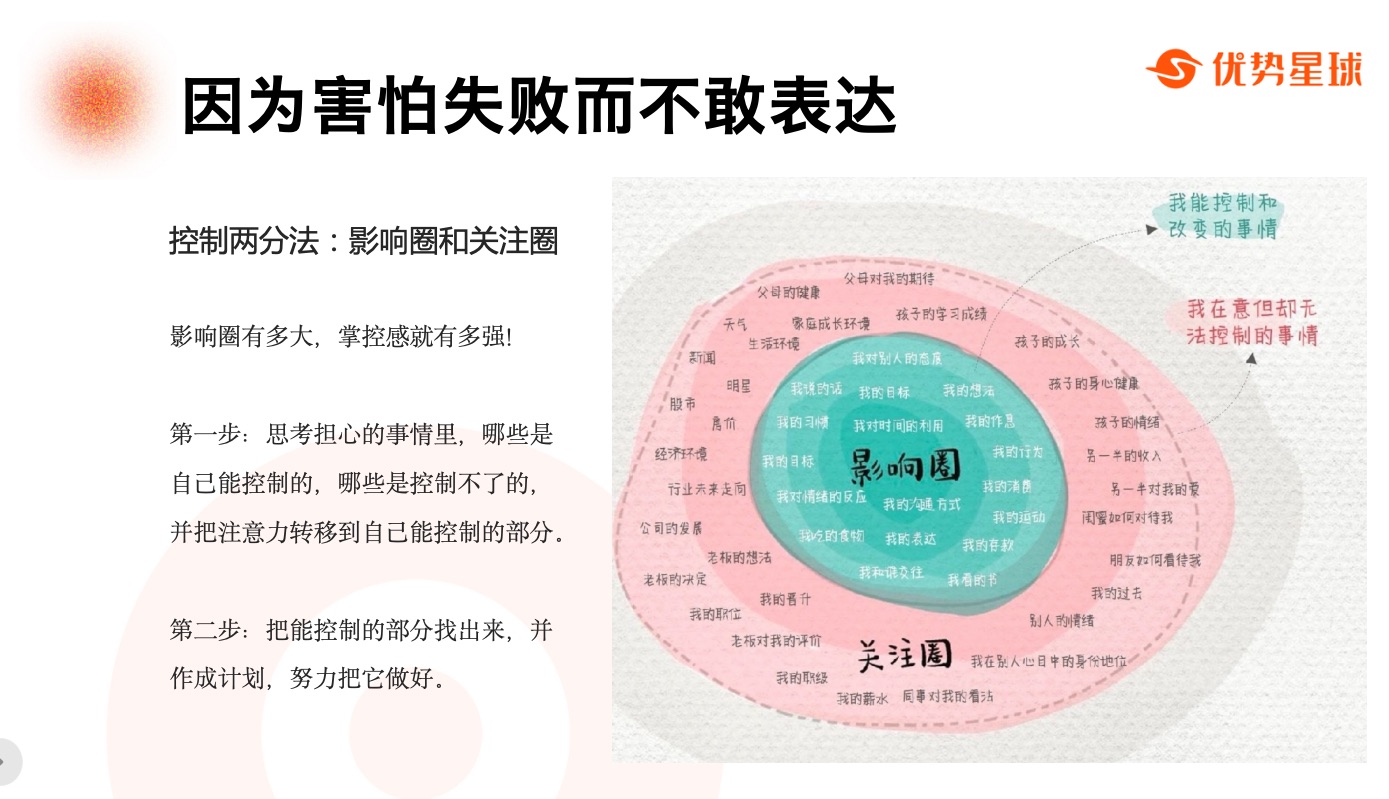 因为害怕失败而不敢表达
优势星球
控制两分法：影响圈和关注圈
影响圈有多大，掌控感就有多强!
第一步：思考担心的事情里，哪些是
自己能控制的，哪些是控制不了的，
并把注意力转移到自己能控制的部分。
第二步：把能控制的部分找出来，并
作成计划，努力把它做好。
我能控制和
改变的事情
我在意但却无
法控制的事情
父母对我的期待
父母的健康
孩子的学习成绩
天气
家庭成长环境
生活环境
孩子的成长
新闻
明星
孩子的身心健康
股市
房价
孩子的情绪
经济环境
另一半的收入
行业未来走向
另一半对我的爱
公司的发展
闺蜜如何对待我
老板的想法
朋友如何看待我
老板的决定
我的晋升
我的过去
我的职位
别人的情绪
老板对我的评价
关注圈
我在别人心目中的身份地位
我的职级
我的薪水
同事对我的看法
我对别人的态度
我说的话
我的目标
我的想法
我的习惯
我对时间的利用
我的作息
影响圈
我的行为
我的目标
我的消费
我对情绪的反应
我的沟通方式
我的运动
我吃的食物
我的表达
我的存款
我和谁交往
我看的书